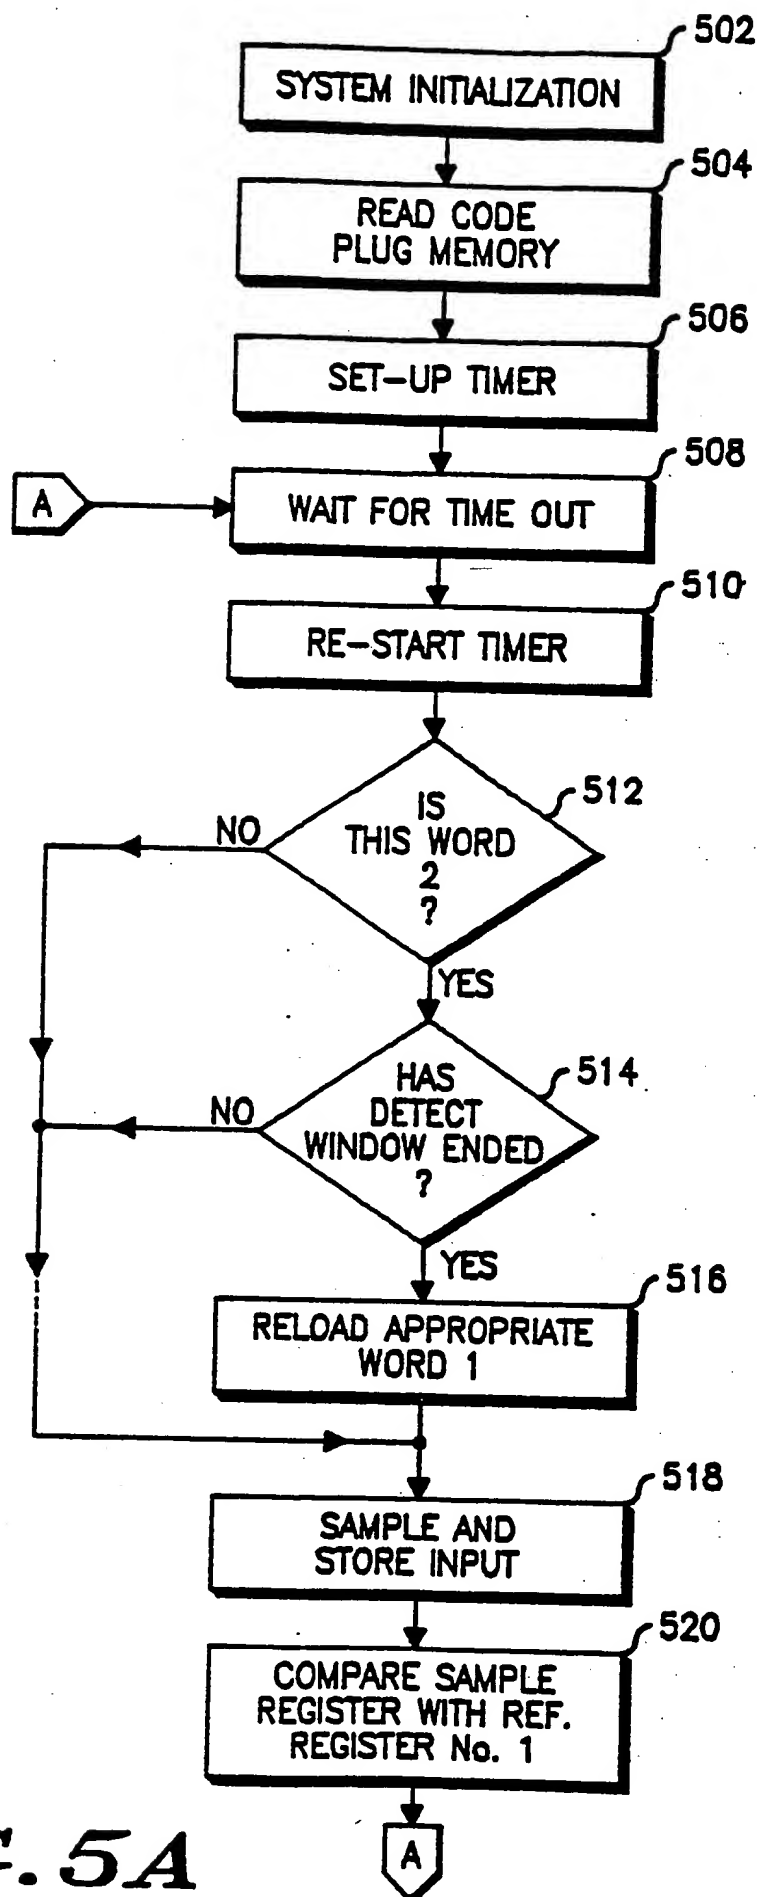 502
SYSTEM INITIALIZATION
504
READ CODE
PLUG MEMORY
506
SET-UP TIMER
508
A
WAIT FOR TIME OUT
510
RE-START TIMER
512
IS
THIS WORD
2
?
NO
YES
514
HAS
DETECT
WINDOW ENDED
?
NO
YES
516
RELOAD APPROPRIATE
WORD 1
518
SAMPLE AND
STORE INPUT
520
COMPARE SAMPLE
REGISTER WITH REF.
REGISTER No. 1
A
G. 5A